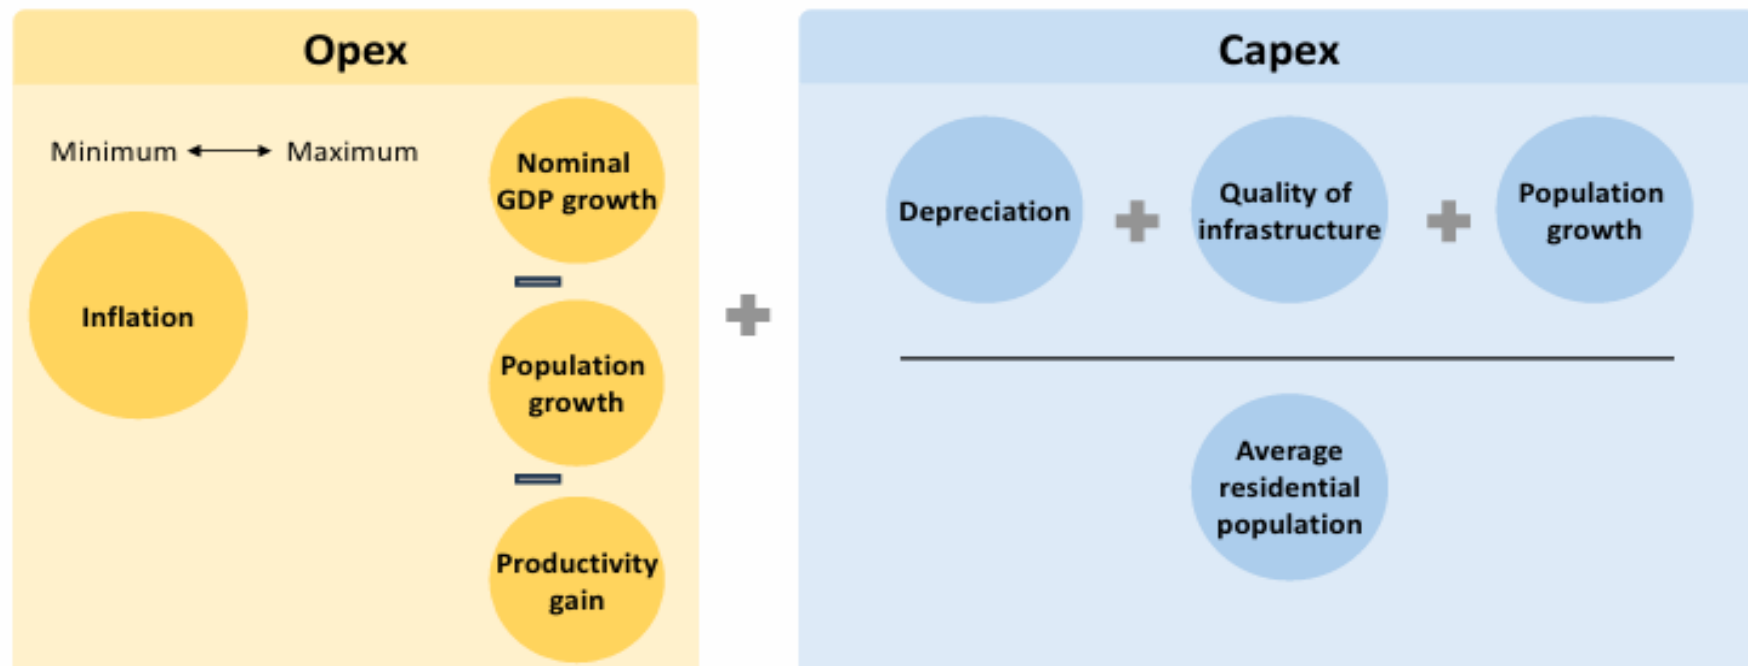 Opex
Minimum
Maximum
Inflation
Nominal
GDP growth
Population
growth
Productivity
gain
Capex
Depreciation
Quality of
infrastructure
Population
growth
Average
residential
population